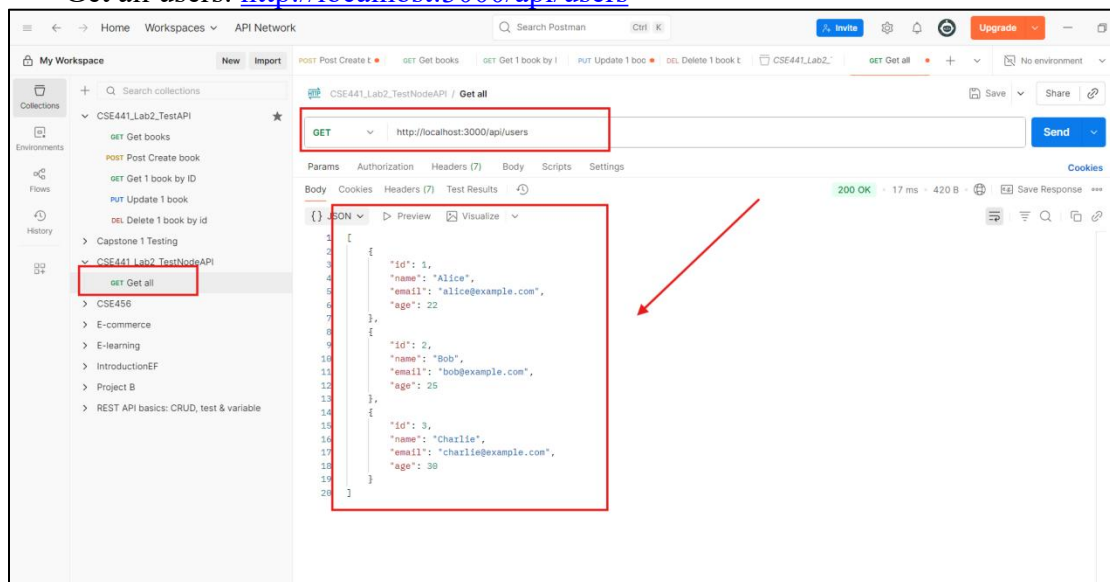 Get all users: http://localhost:3000/api/users
Home Workspaces API Network
Search Postman Ctrl K
Invite Upgrade
My Workspace New Import
POST Post Create b GET Get books GET Get 1 book by I PUT Update 1 boo DEL Delete 1 book b CSE441_Lab2_ GET Get all No environment
Collections
Environments
Flows
History
Search collections
CSE441_Lab2_TestAPI
GET Get books
POST Post Create book
GET Get 1 book by ID
PUT Update 1 book
DEL Delete 1 book by id
Capstone 1 Testing
CSE441_Lab2_TestNodeAPI
GET Get all
CSE456
E-commerce
E-learning
IntroductionEF
Project B
REST API basics: CRUD, test & variable
HTTP CSE441_Lab2_TestNodeAPI / Get all Save Share
GET http://localhost:3000/api/users Send
Params Authorization Headers (7) Body Scripts Settings Cookies
Body Cookies Headers (7) Test Results 200 OK 17 ms 420 B Save Response
{} JSON Preview Visualize
1 [
2 {
3 "id": 1,
4 "name": "Alice",
5 "email": "alice@example.com",
6 "age": 22
7 },
8 {
9 "id": 2,
10 "name": "Bob",
11 "email": "bob@example.com",
12 "age": 25
13 },
14 {
15 "id": 3,
16 "name": "Charlie",
17 "email": "charlie@example.com",
18 "age": 30
19 }
20 ]